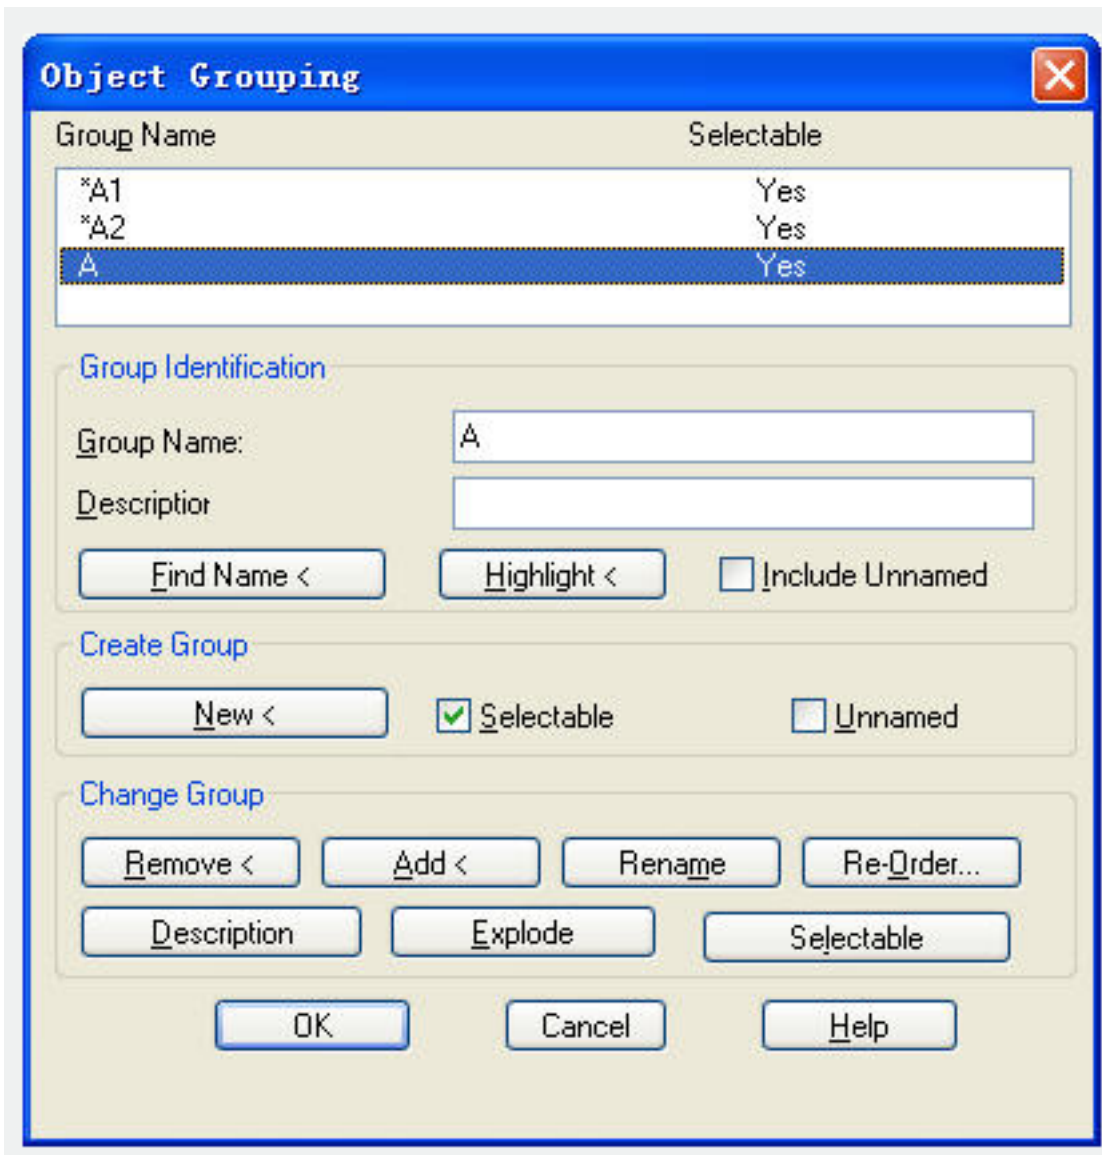 Object Grouping
Group Name Selectable
*A1 Yes
*A2 Yes
A Yes
Group Identification
Group Name: A
Description
Find Name < Highlight < Include Unnamed
Create Group
New < Selectable Unnamed
Change Group
Remove < Add < Rename Re-Order...
Description Explode Selectable
OK Cancel Help